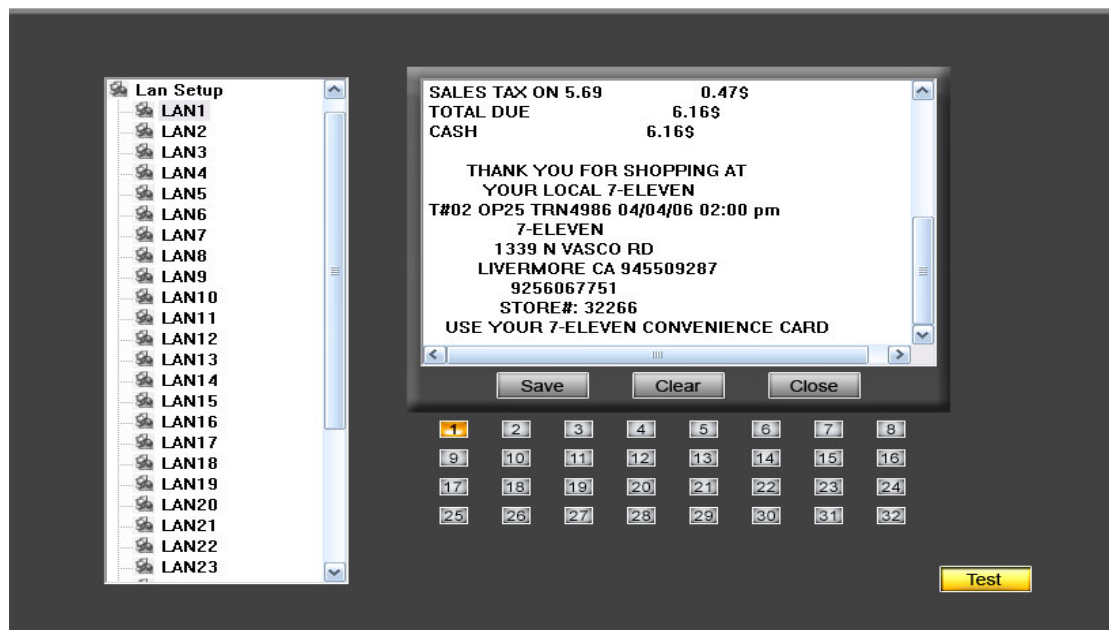 Lan Setup
LAN1
LAN2
LAN3
LAN4
LAN5
LAN6
LAN7
LAN8
LAN9
LAN10
LAN11
LAN12
LAN13
LAN14
LAN15
LAN16
LAN17
LAN18
LAN19
LAN20
LAN21
LAN22
LAN23
SALES TAX ON 5.69 0.47$
TOTAL DUE 6.16$
CASH 6.16$
THANK YOU FOR SHOPPING AT
YOUR LOCAL 7-ELEVEN
T#02 OP25 TRN4986 04/04/06 02:00 pm
7-ELEVEN
1339 N VASCO RD
LIVERMORE CA 945509287
9256067751
STORE#: 32266
USE YOUR 7-ELEVEN CONVENIENCE CARD
Save Clear Close
1 2 3 4 5 6 7 8
9 10 11 12 13 14 15 16
17 18 19 20 21 22 23 24
25 26 27 28 29 30 31 32
Test